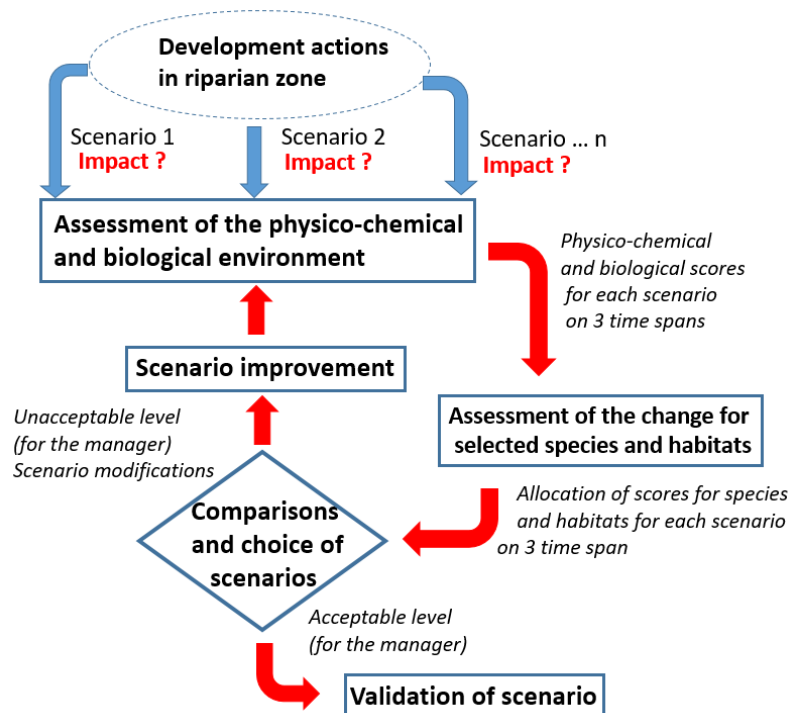 Development actions
in riparian zone
Scenario 1
Impact ?
Scenario 2
Impact ?
Scenario ... n
Impact ?
Assessment of the physico-chemical
and biological environment
Physico-chemical
and biological scores
for each scenario
on 3 time spans
Scenario improvement
Unacceptable level
(for the manager)
Scenario modifications
Assessment of the change for
selected species and habitats
Allocation of scores for species
and habitats for each scenario
on 3 time span
Comparisons
and choice of
scenarios
Acceptable level
(for the manager)
Validation of scenario